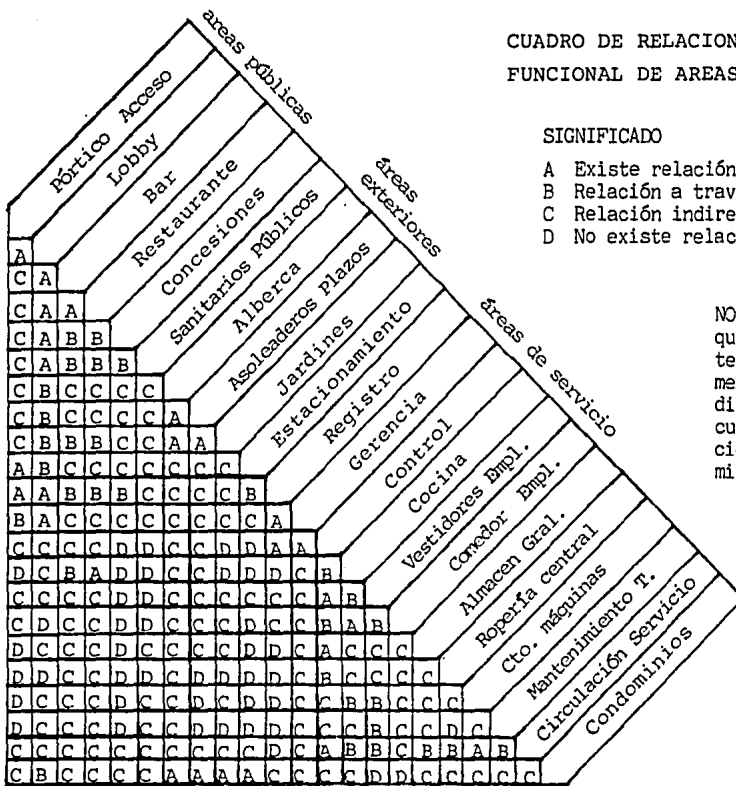 CUADRO DE RELACION
FUNCIONAL DE AREAS
SIGNIFICADO
A Existe relación
B Relación a trav
C Relación indire
D No existe relac
NO
qu
te
me
di
cu
ci
mi
areas públicas
áreas
exteriores
áreas de servicio
Pórtico Acceso
Lobby
Bar
Restaurante
Concesiones
Sanitarios Públicos
Alberca
Asoleaderos Plazos
Jardines
Estacionamiento
Registro
Gerencia
Control
Cocina
Vestidores Empl.
Comedor Empl.
Almacen Gral.
Ropería central
Cto. máquinas
Mantenimiento T.
Circulación Servicio
Condominios
A
C A
C A A
C A B B
C A B B B
C B C C C C
C B C C C C A
C B B B C C A A
A B C C C C C C C
A A B B B C C C C B
B A C C C C C C C C A
C C C C D D C C D D A A
D C B A D D C C D D D C B
C C C C D D C C C C C C A B
C D C C D D C C C D C C B A B
D C C C D C C C C D D C A C C C
D D C C D D C D D D D C B C C C C
D C C C D C C D C D D C C B B C C C
D C C C D C C D C C C C C C B C C D C
C C C C C C C C C C D C A B B C B B A B
C B C C C C A A A A C C C C D D C C C C C